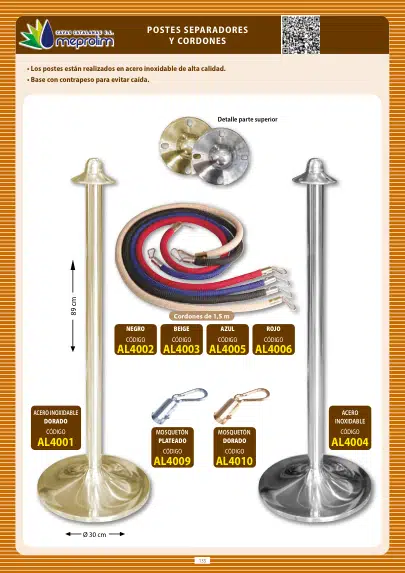 CAPAS CATALANAS S.L.
meprolim
POSTES SEPARADORES
Y CORDONES
• Los postes están realizados en acero inoxidable de alta calidad.
• Base con contrapeso para evitar caída.
Detalle parte superior
89 cm
Cordones de 1,5 m
NEGRO
CÓDIGO
AL4002
BEIGE
CÓDIGO
AL4003
AZUL
CÓDIGO
AL4005
ROJO
CÓDIGO
AL4006
ACERO INOXIDABLE
DORADO
CÓDIGO
AL4001
MOSQUETÓN
PLATEADO
CÓDIGO
AL4009
MOSQUETÓN
DORADO
CÓDIGO
AL4010
ACERO
INOXIDABLE
CÓDIGO
AL4004
Ø 30 cm